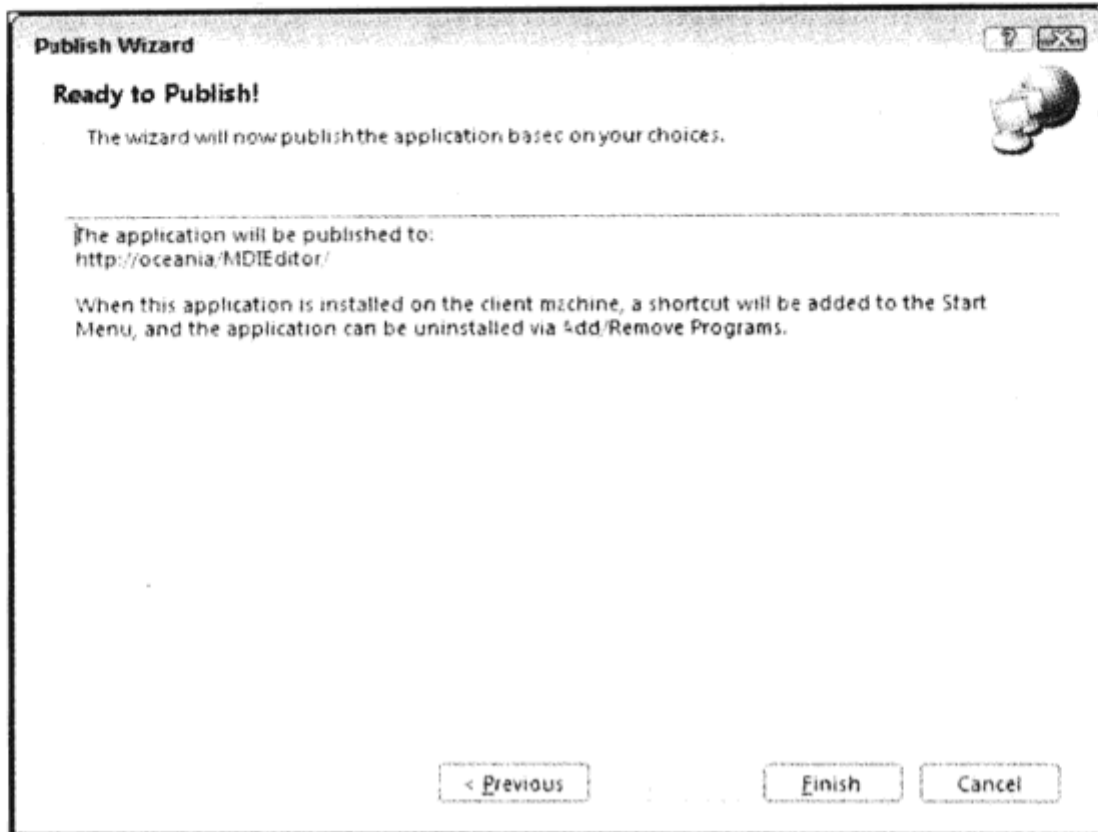 Publish Wizard
Ready to Publish!
The wizard will now publish the application based on your choices.
The application will be published to:
http://oceania/MDIEditor/
When this application is installed on the client machine, a shortcut will be added to the Start
Menu, and the application can be uninstalled via Add/Remove Programs.
< Previous
Finish
Cancel